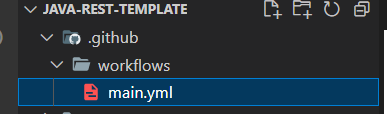 JAVA-REST-TEMPLATE
.github
workflows
main.yml